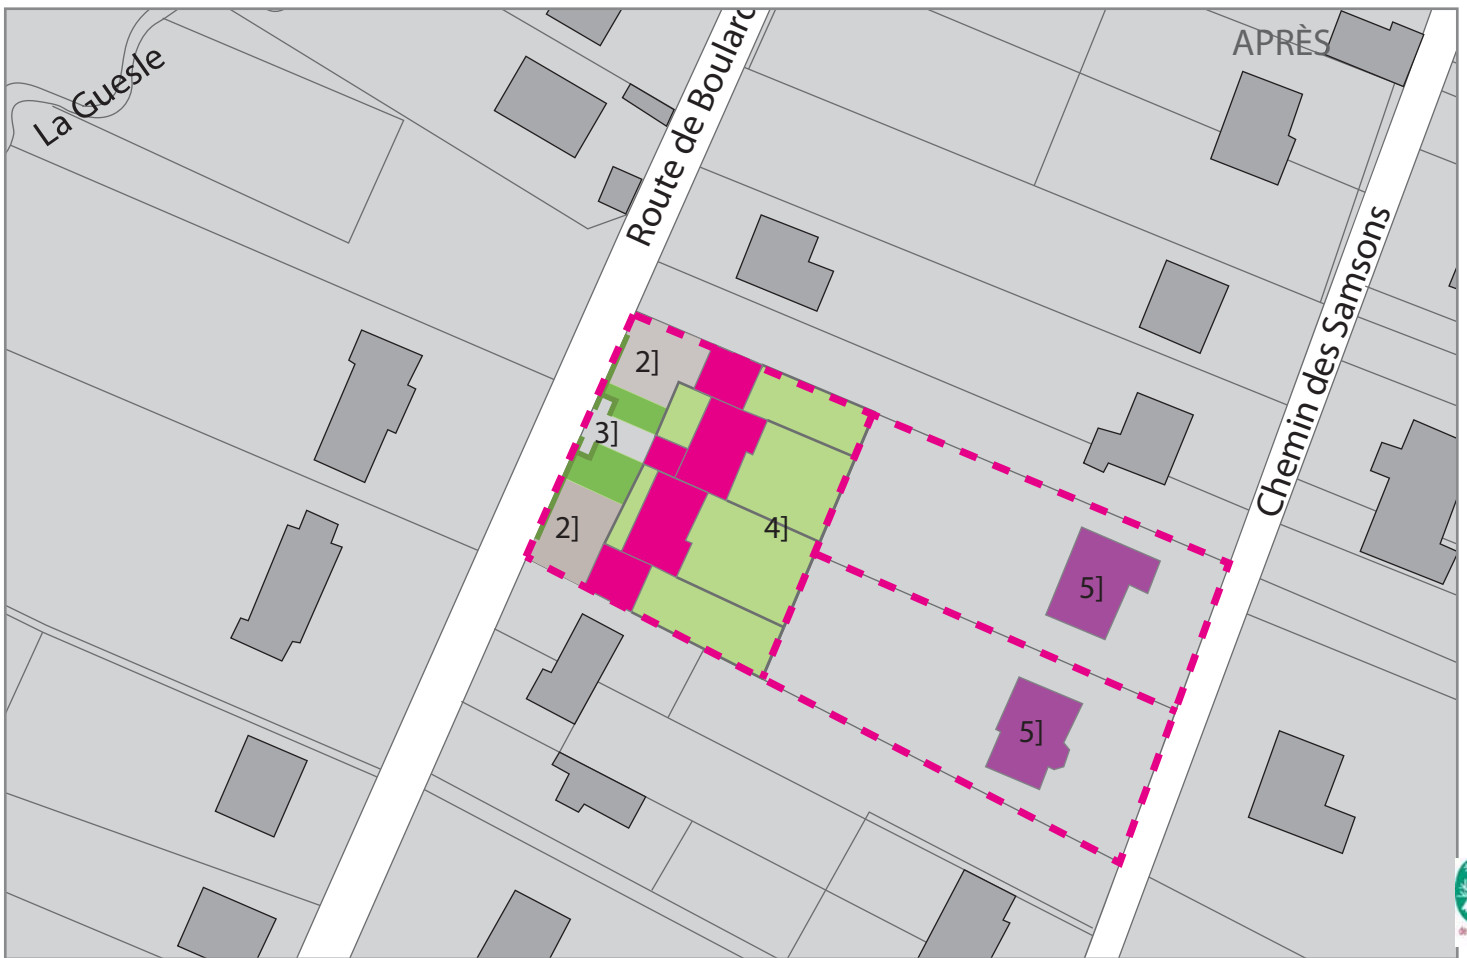 APRÈS
La Guesle
Route de Boulard
Chemin des Samsons
2]
3]
2]
4]
5]
5]